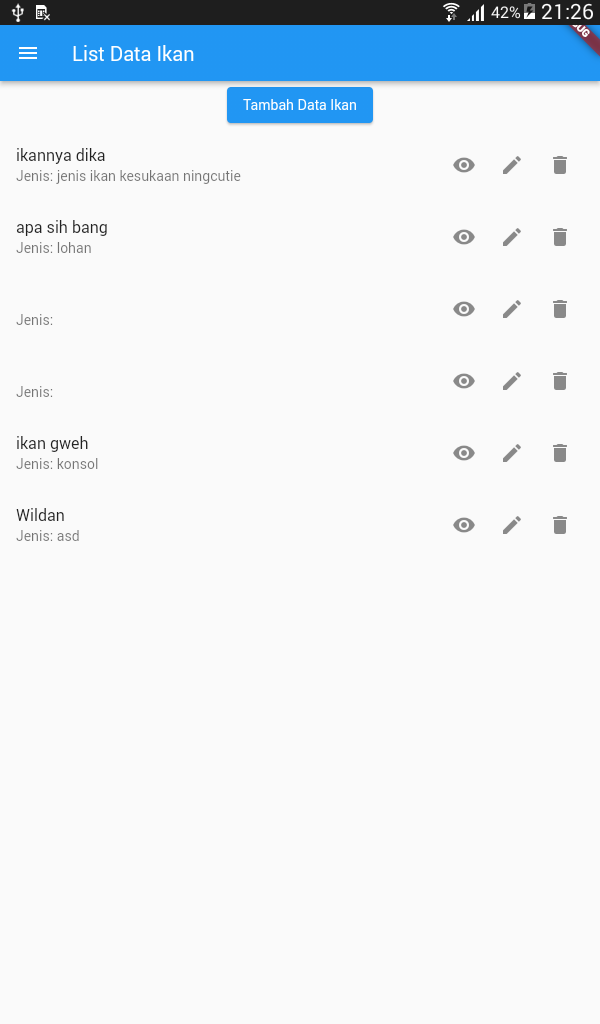 42% 21:26
List Data Ikan
Tambah Data Ikan
ikannya dika
Jenis: jenis ikan kesukaan ningcutie
apa sih bang
Jenis: lohan
Jenis:
Jenis:
ikan gweh
Jenis: konsol
Wildan
Jenis: asd